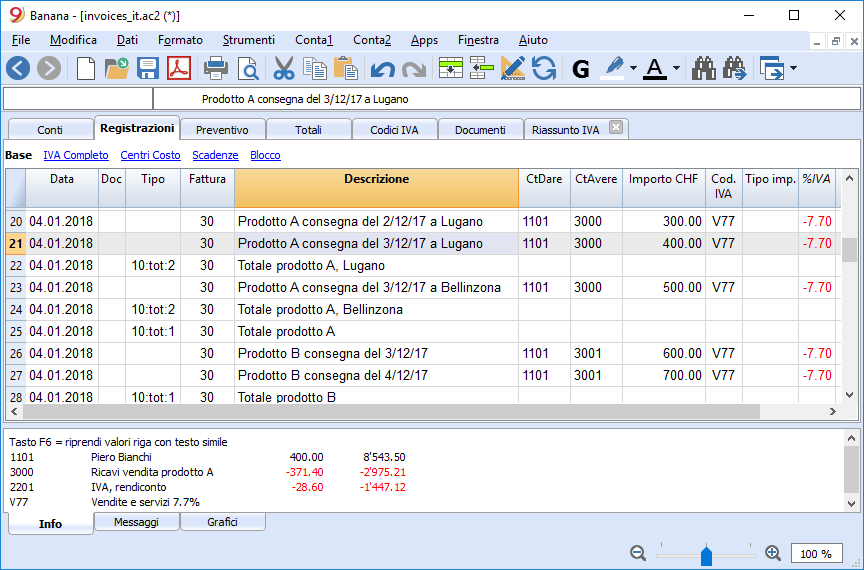 Banana - [invoices_it.ac2 (*)]
File Modifica Dati Formato Strumenti Conta1 Conta2 Apps Finestra Aiuto
G A
Prodotto A consegna del 3/12/17 a Lugano
Conti Registrazioni Preventivo Totali Codici IVA Documenti Riassunto IVA
Base IVA Completo Centri Costo Scadenze Blocco
Data Doc Tipo Fattura Descrizione CtDare CtAvere Importo CHF Cod. IVA Tipo imp. %IVA
20 04.01.2018 30 Prodotto A consegna del 2/12/17 a Lugano 1101 3000 300.00 V77 -7.70
21 04.01.2018 30 Prodotto A consegna del 3/12/17 a Lugano 1101 3000 400.00 V77 -7.70
22 04.01.2018 10:tot:2 30 Totale prodotto A, Lugano
23 04.01.2018 30 Prodotto A consegna del 3/12/17 a Bellinzona 1101 3000 500.00 V77 -7.70
24 04.01.2018 10:tot:2 30 Totale prodotto A, Bellinzona
25 04.01.2018 10:tot:1 30 Totale prodotto A
26 04.01.2018 30 Prodotto B consegna del 3/12/17 1101 3001 600.00 V77 -7.70
27 04.01.2018 30 Prodotto B consegna del 4/12/17 1101 3001 700.00 V77 -7.70
28 04.01.2018 10:tot:1 30 Totale prodotto B
Tasto F6 = riprendi valori riga con testo simile
1101 Piero Bianchi 400.00 8'543.50
3000 Ricavi vendita prodotto A -371.40 -2'975.21
2201 IVA, rendiconto -28.60 -1'447.12
V77 Vendite e servizi 7.7%
Info Messaggi Grafici
100 %